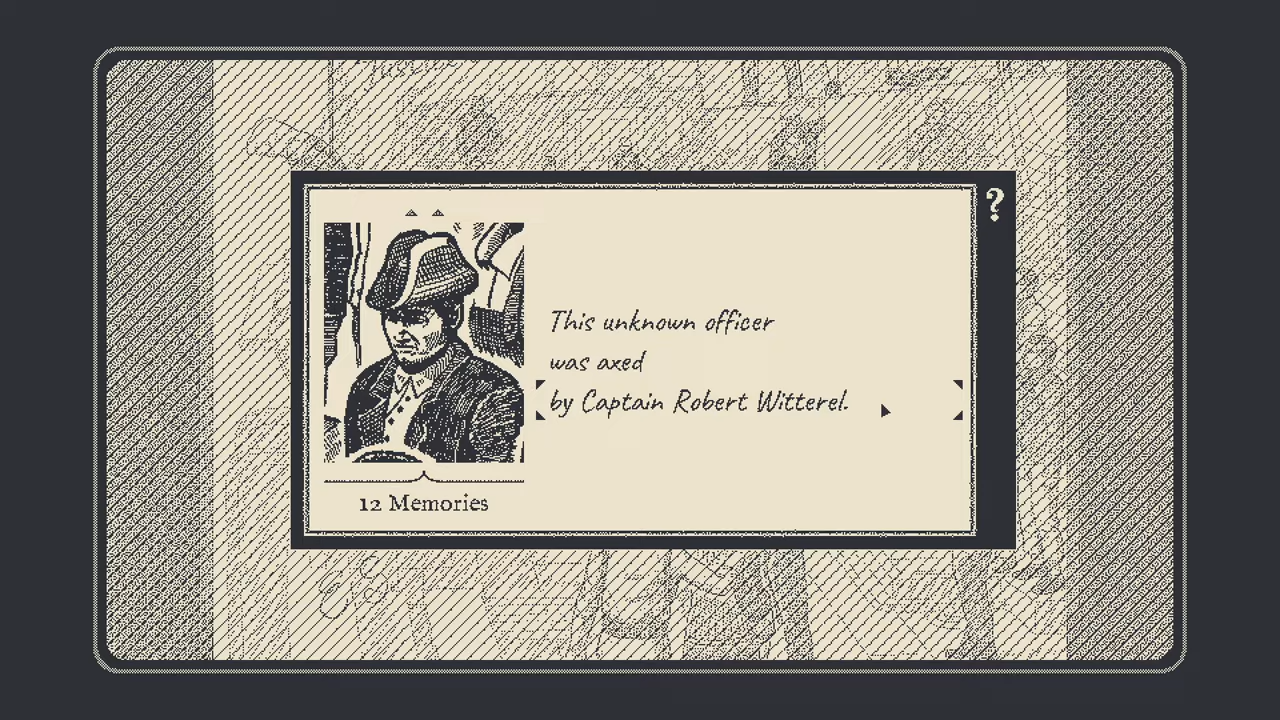 ?
This unknown officer
was axed
by Captain Robert Witterel.
12 Memories